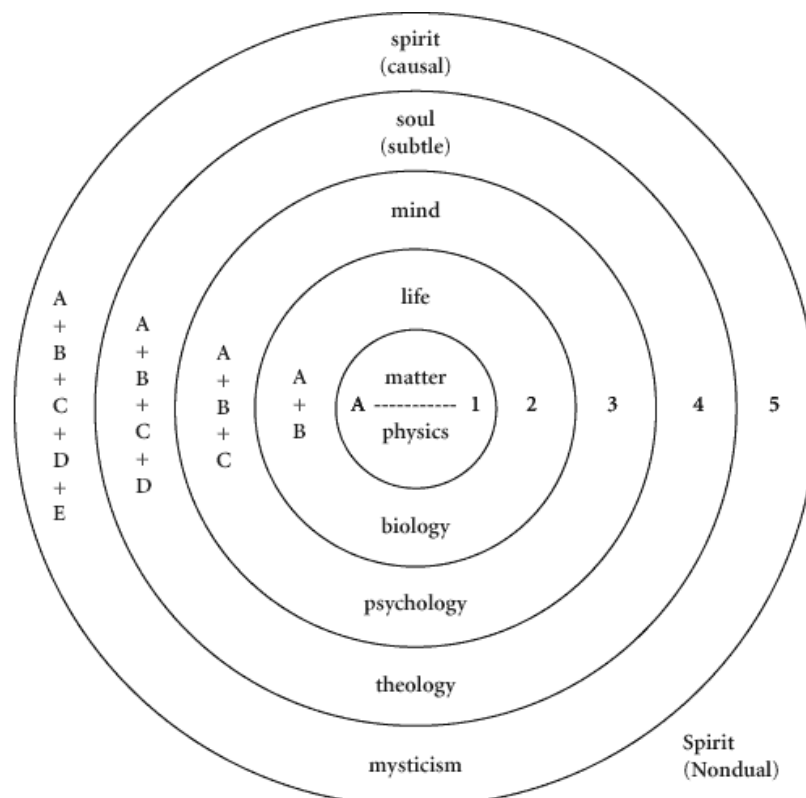 spirit
(causal)
soul
(subtle)
mind
life
A
+
B
+
C
+
D
+
E
A
+
B
+
C
+
D
A
+
B
+
C
A
+
B
matter
A ----------- 1 2 3 4 5
physics
biology
psychology
theology
mysticism
Spirit
(Nondual)